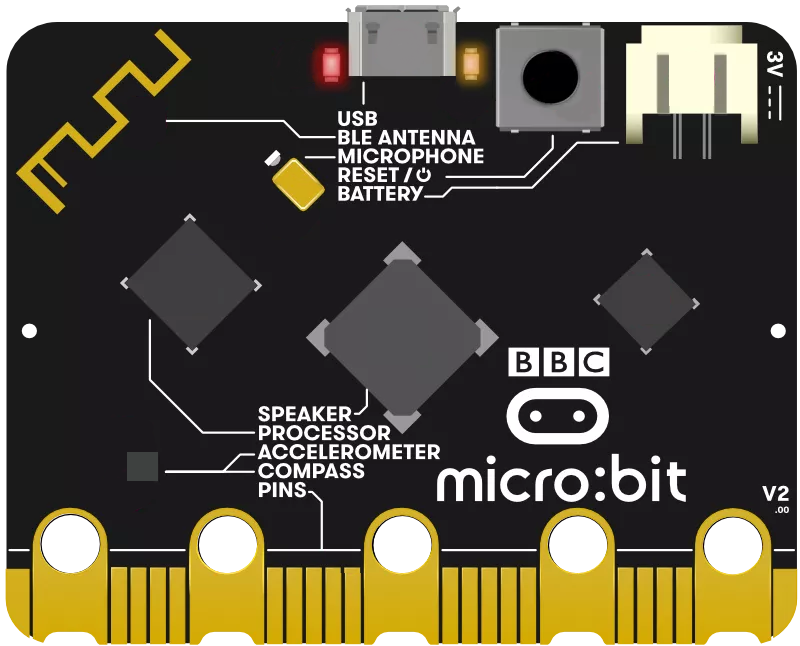 3V
USB
BLE ANTENNA
MICROPHONE
RESET / ⏻
BATTERY
BBC
SPEAKER
PROCESSOR
ACCELEROMETER
COMPASS
PINS
micro:bit
V2
.00